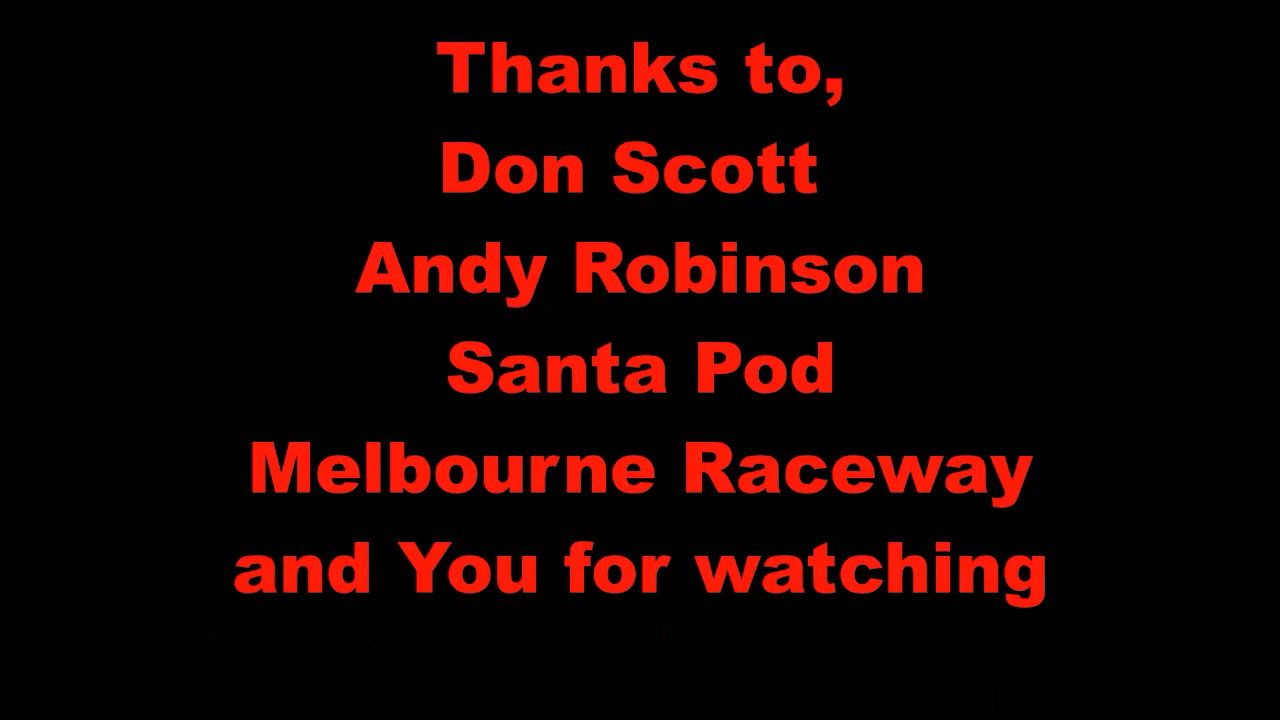 Thanks to,
Don Scott
Andy Robinson
Santa Pod
Melbourne Raceway
and You for watching